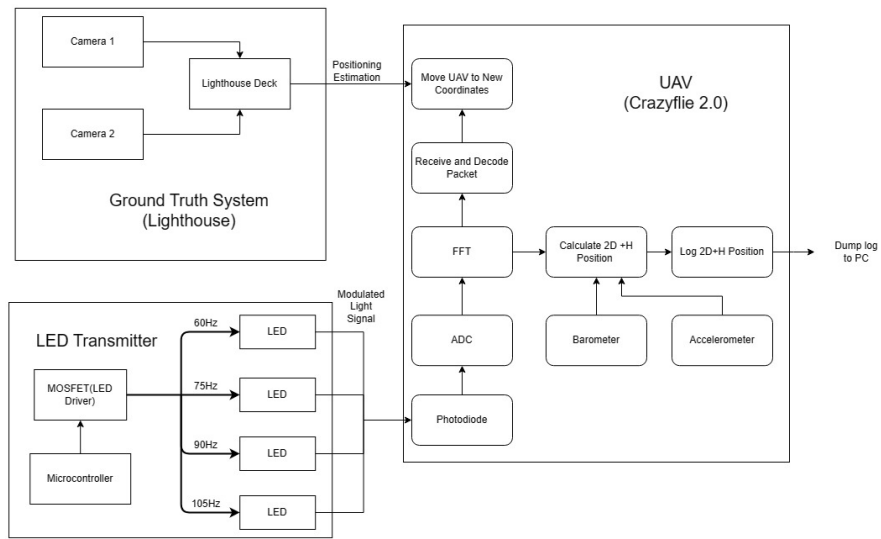 Camera 1
Camera 2
Lighthouse Deck
Ground Truth System
(Lighthouse)
Positioning
Estimation
UAV
(Crazyflie 2.0)
Move UAV to New
Coordinates
Receive and Decode
Packet
FFT
Calculate 2D +H
Position
Log 2D+H Position
Dump log
to PC
ADC
Barometer
Accelerometer
Photodiode
Modulated
Light
Signal
LED Transmitter
MOSFET(LED
Driver)
Microcontroller
60Hz
LED
75Hz
LED
90Hz
LED
105Hz
LED